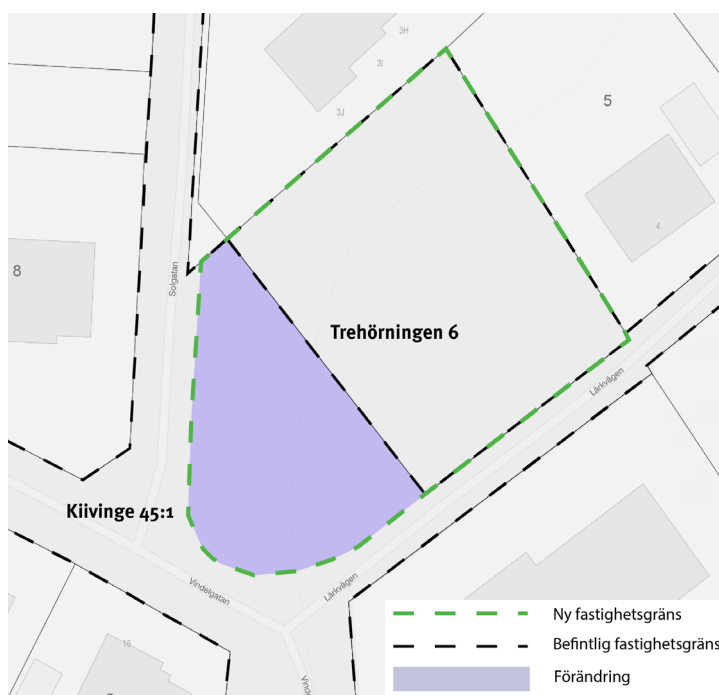 3H
3I
3J
5
4
8
Solgatan
Trehörningen 6
Lärkvägen
Kiivinge 45:1
Vindelgatan
Lärkvägen
16
Ny fastighetsgräns
Befintlig fastighetsgräns
Förändring